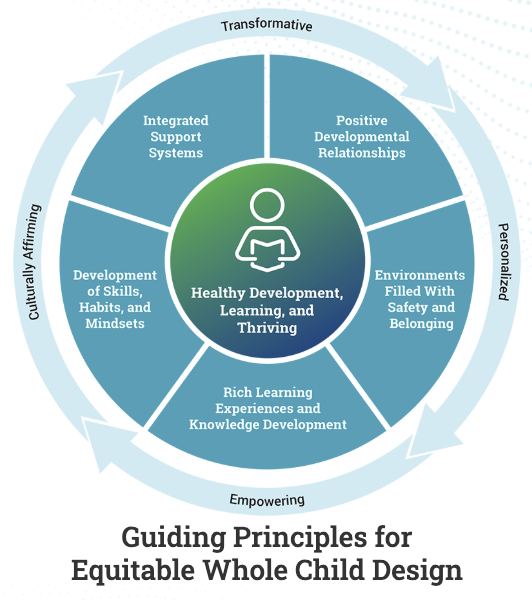 Transformative
Integrated
Support
Systems
Positive
Developmental
Relationships
Culturally Affirming
Personalized
Development
of Skills,
Habits, and
Mindsets
Healthy Development,
Learning, and
Thriving
Environments
Filled With
Safety and
Belonging
Rich Learning
Experiences and
Knowledge Development
Empowering
Guiding Principles for
Equitable Whole Child Design